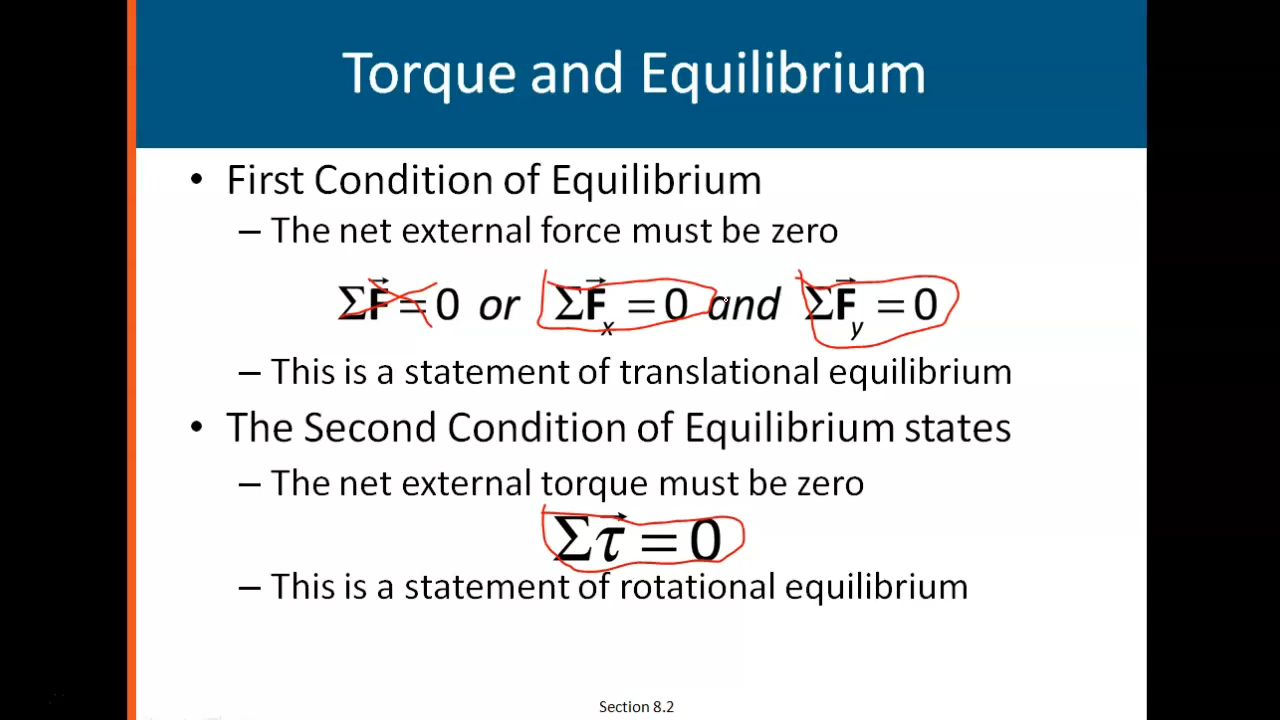 Torque and Equilibrium
• First Condition of Equilibrium
– The net external force must be zero
ΣF⃗ = 0 or ΣF⃗ₓ = 0 and ΣF⃗y = 0
– This is a statement of translational equilibrium
• The Second Condition of Equilibrium states
– The net external torque must be zero
Στ⃗ = 0
– This is a statement of rotational equilibrium
Section 8.2